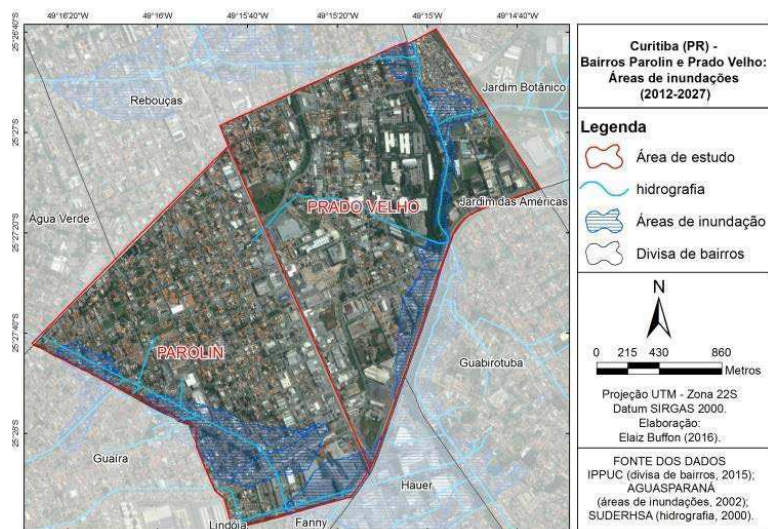 49°16'20"W 49°16'W 49°15'40"W 49°15'20"W 49°15'W 49°14'40"W
25°26'40"S
25°27'S
25°27'20"S
25°27'40"S
25°28'S
Rebouças
Jardim Botânico
Água Verde
PRADO VELHO
Jardim das Américas
PAROLIN
Guabirotuba
Guaíra
Hauer
Lindóia
Fanny
Curitiba (PR) -
Bairros Parolin e Prado Velho:
Áreas de inundações
(2012-2027)
Legenda
Área de estudo
hidrografia
Áreas de inundação
Divisa de bairros
N
0 215 430 860
Metros
Projeção UTM - Zona 22S
Datum SIRGAS 2000.
Elaboração:
Elaiz Buffon (2016).
FONTE DOS DADOS
IPPUC (divisa de bairros, 2015);
AGUASPARANÁ
(áreas de inundações, 2002);
SUDERHSA (hidrografia, 2000).